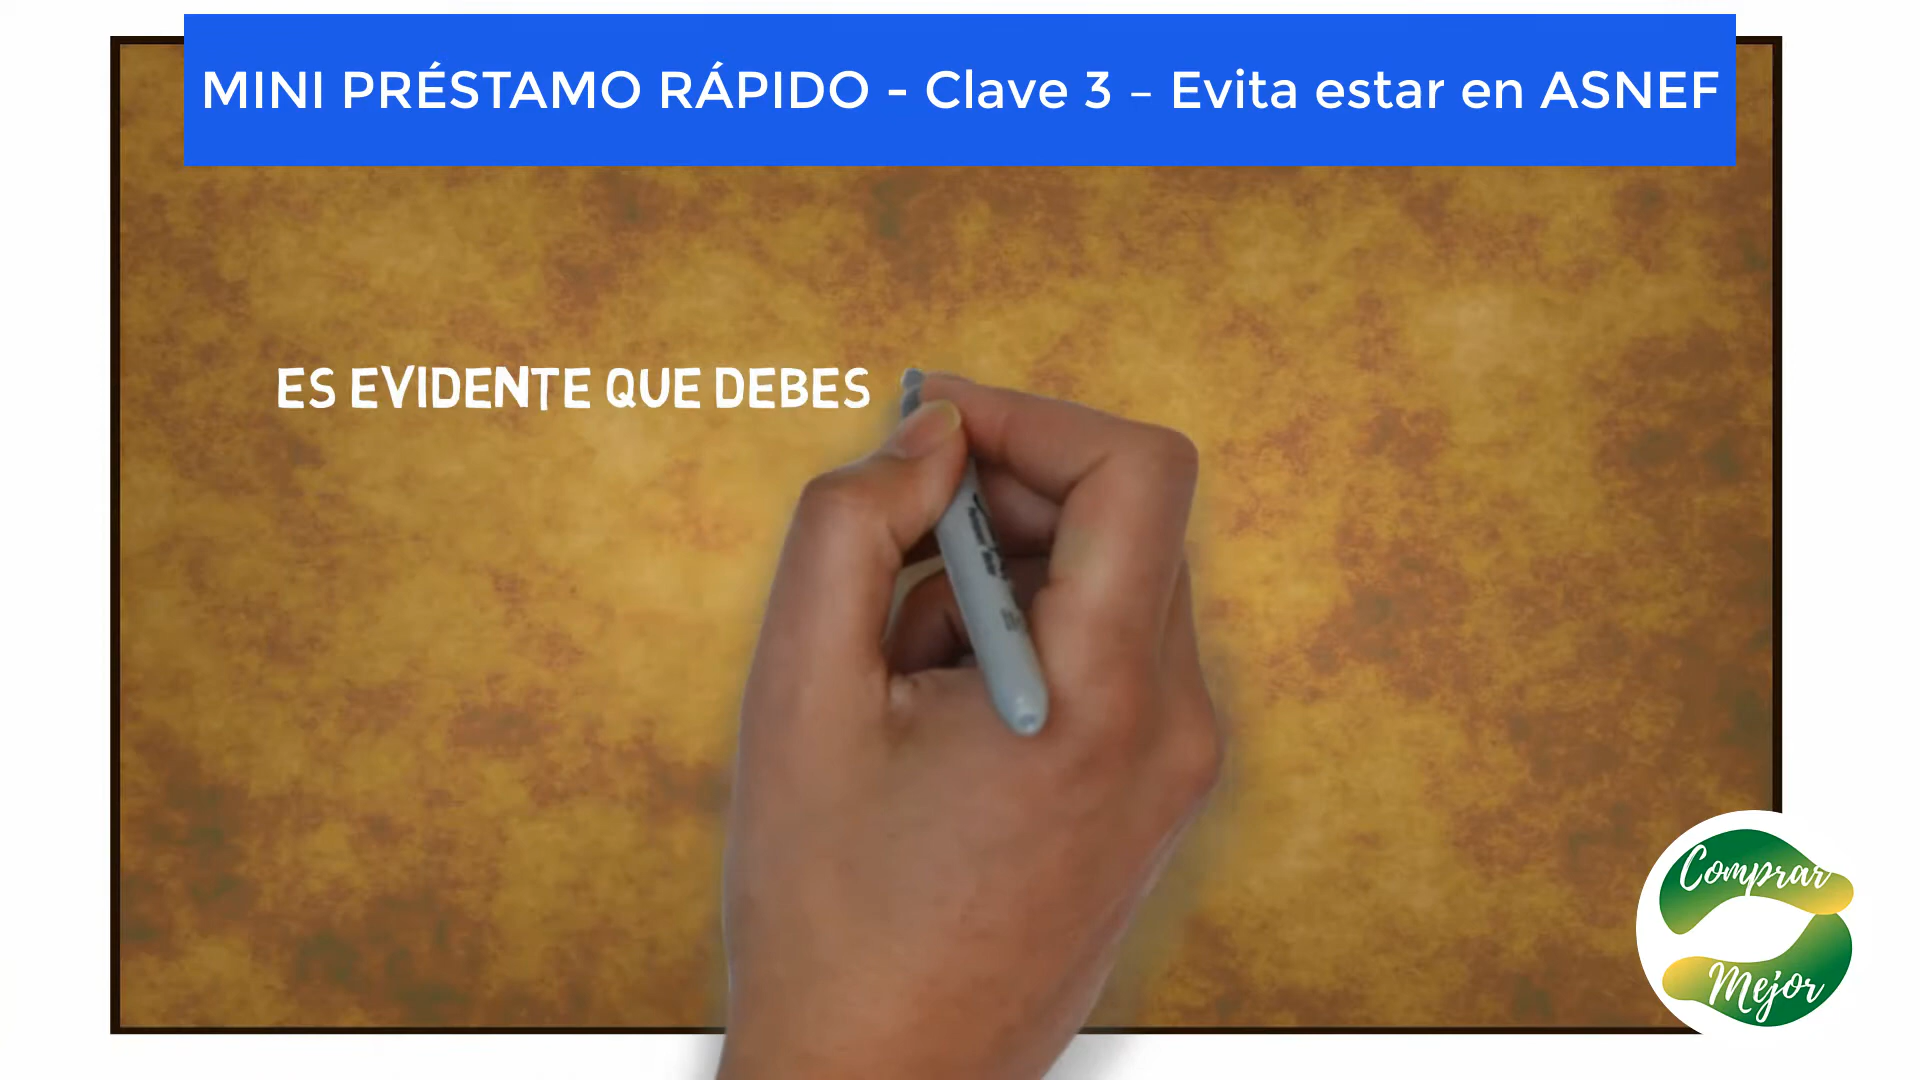 MINI PRÉSTAMO RÁPIDO - Clave 3 – Evita estar en ASNEF
ES EVIDENTE QUE DEBES
Comprar
Mejor